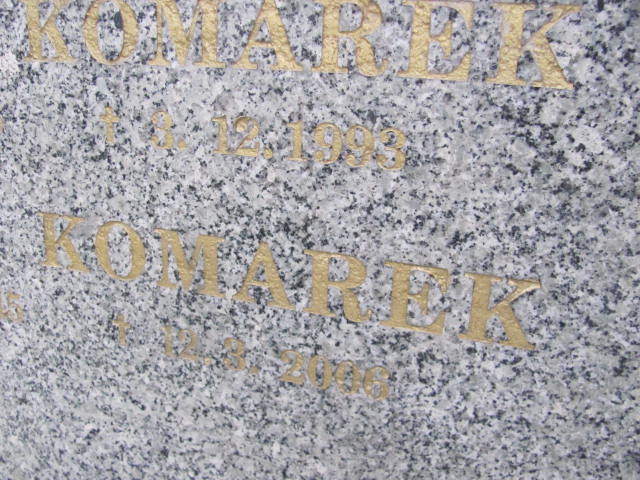 KOMAREK
† 3. 12. 1993
KOMAREK
† 12. 3. 2006